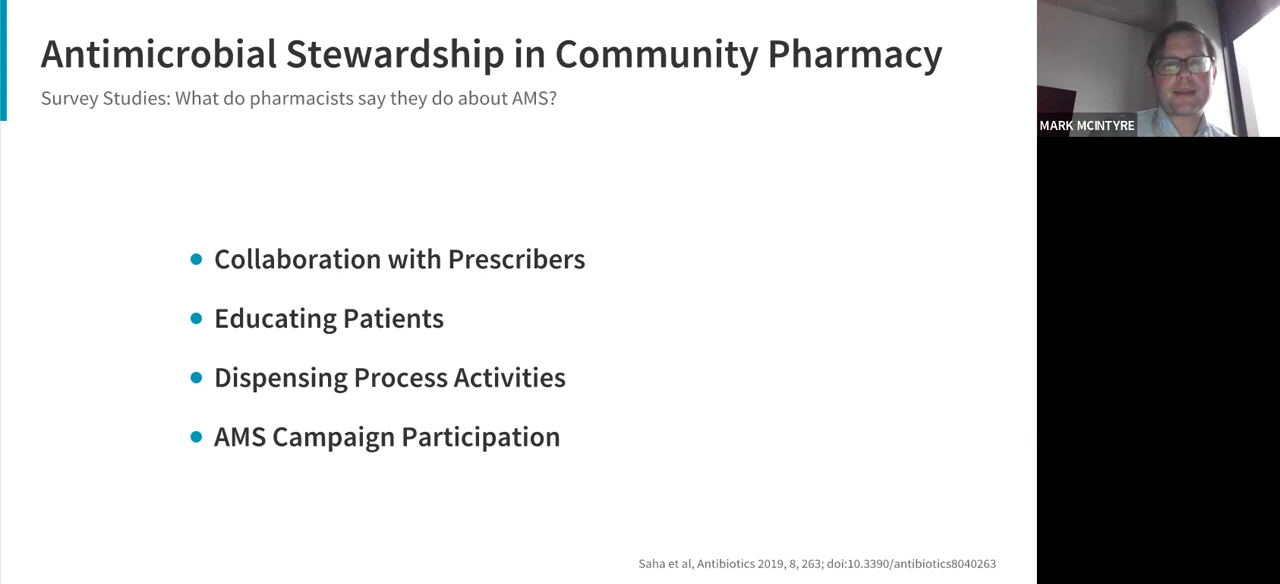 Antimicrobial Stewardship in Community Pharmacy
Survey Studies: What do pharmacists say they do about AMS?
MARK MCINTYRE
Collaboration with Prescribers
Educating Patients
Dispensing Process Activities
AMS Campaign Participation
Saha et al, Antibiotics 2019, 8, 263; doi:10.3390/antibiotics8040263